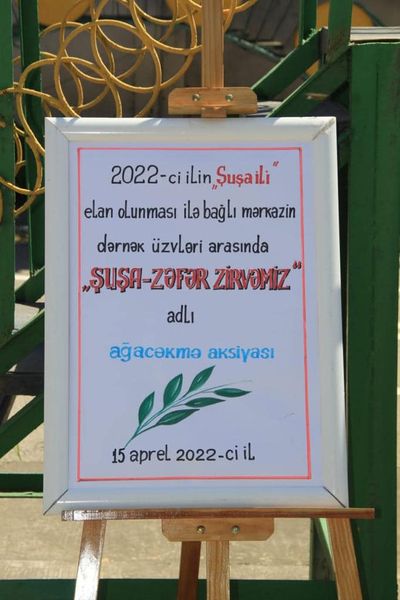 2022-ci ilin „Şuşa ili"
elan olunması ilə bağlı mərkəzin
dərnək üzvləri arasında
„ŞUŞA-ZƏFƏR ZİRVƏMİZ"
adlı
ağacəkmə aksiyası
15 aprel 2022-ci il